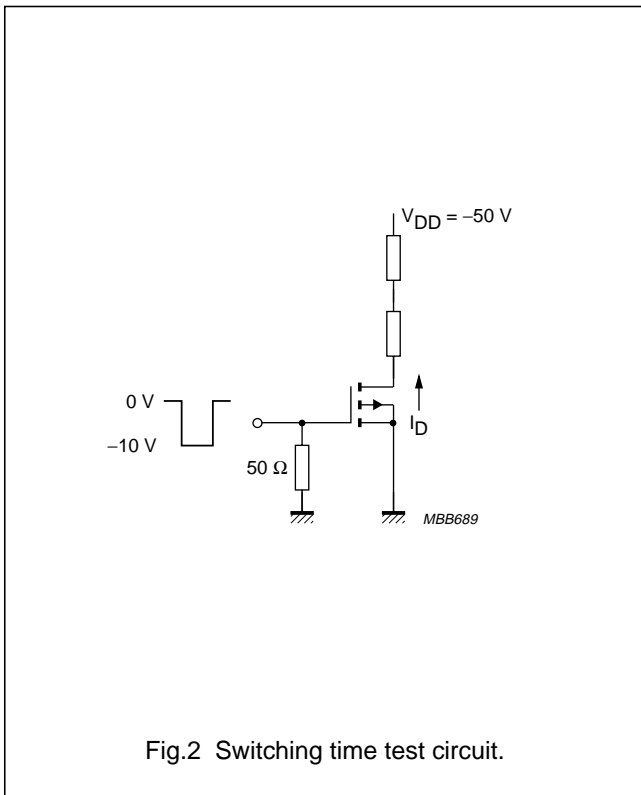 V_DD = −50 V
0 V
−10 V
I_D
50 Ω
MBB689
Fig.2 Switching time test circuit.